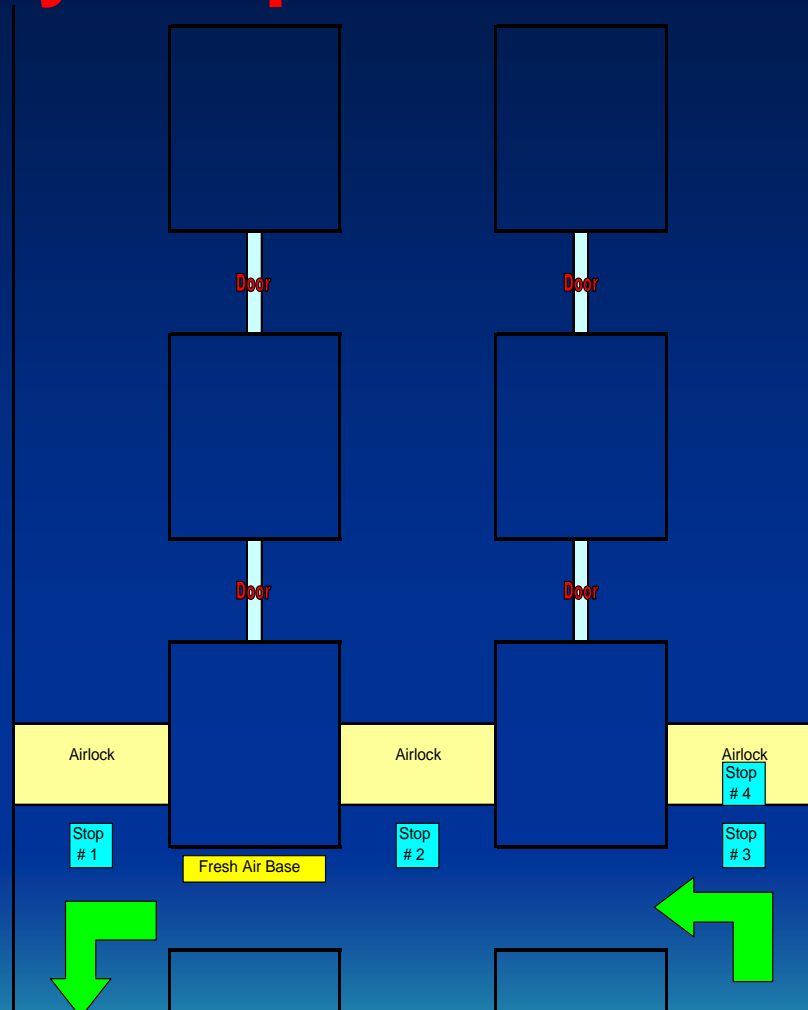 Door Door
Door Door
Airlock Airlock Airlock
Stop
# 4
Stop
# 1
Stop
# 2
Stop
# 3
Fresh Air Base